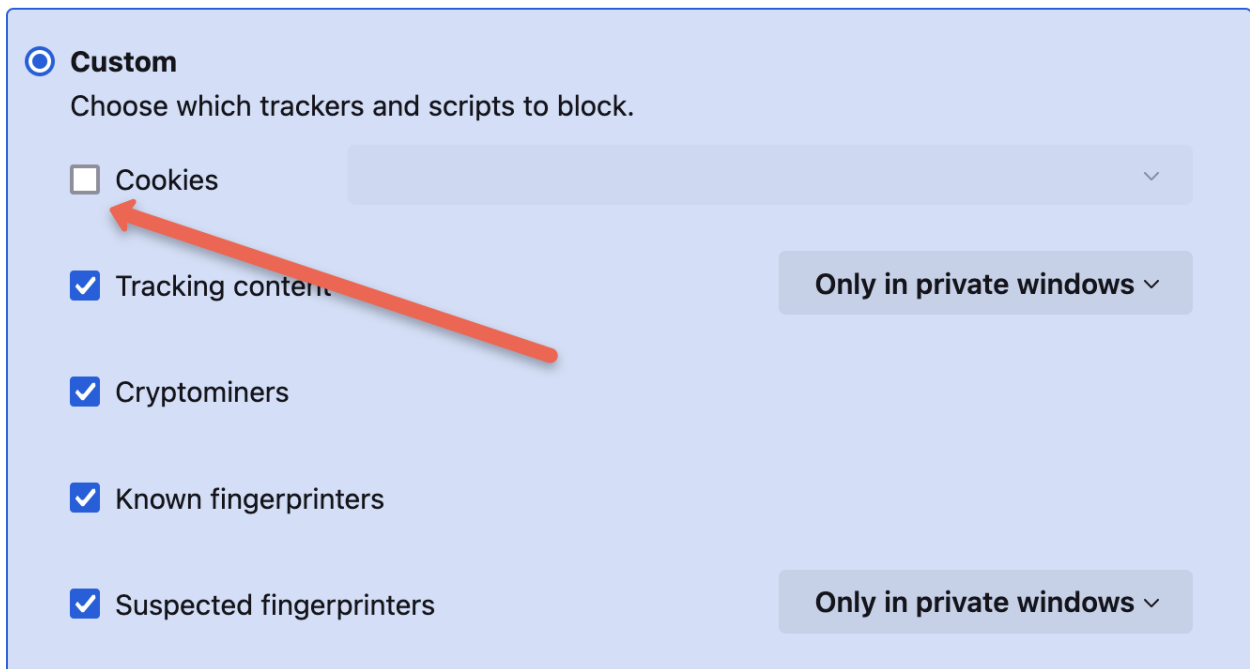 Custom
Choose which trackers and scripts to block.
Cookies
Tracking content
Only in private windows
Cryptominers
Known fingerprinters
Suspected fingerprinters
Only in private windows